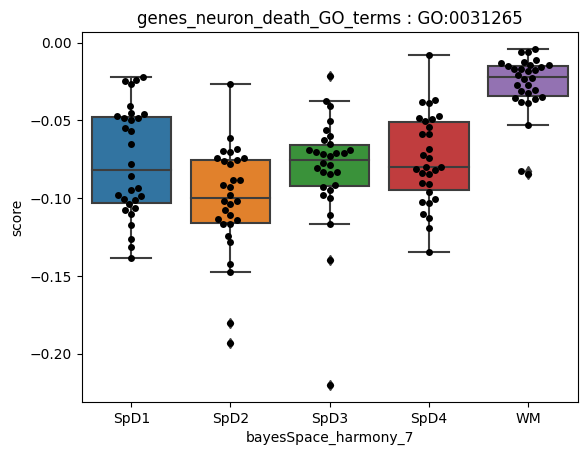 genes_neuron_death_GO_terms : GO:0031265
0.00
−0.05
−0.10
−0.15
−0.20
score
SpD1 SpD2 SpD3 SpD4 WM
bayesSpace_harmony_7